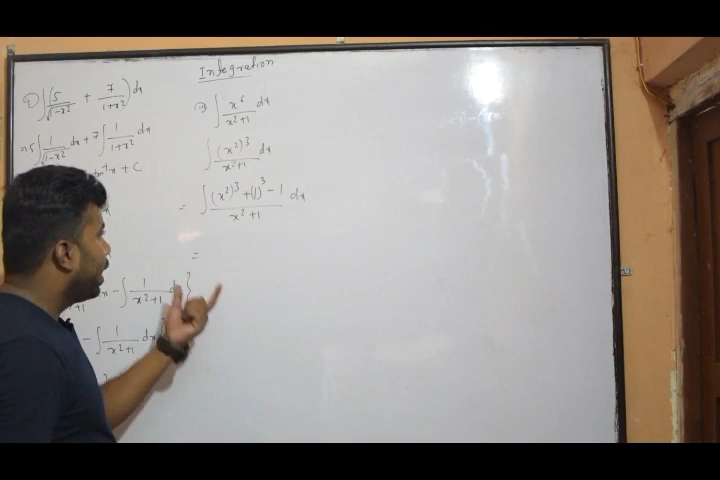 Integration
i) ∫(5/√1-x² + 7/1+x²) dx
=> 5∫1/√1-x² dx + 7∫1/1+x² dx
x + c
∫1/x²+1 dx }
- ∫1/x²+1 dx
∫x⁶/x²+1 dx
∫(x²)³/x²+1 dx
= ∫(x²)³+(1)³-1/x²+1 dx
=